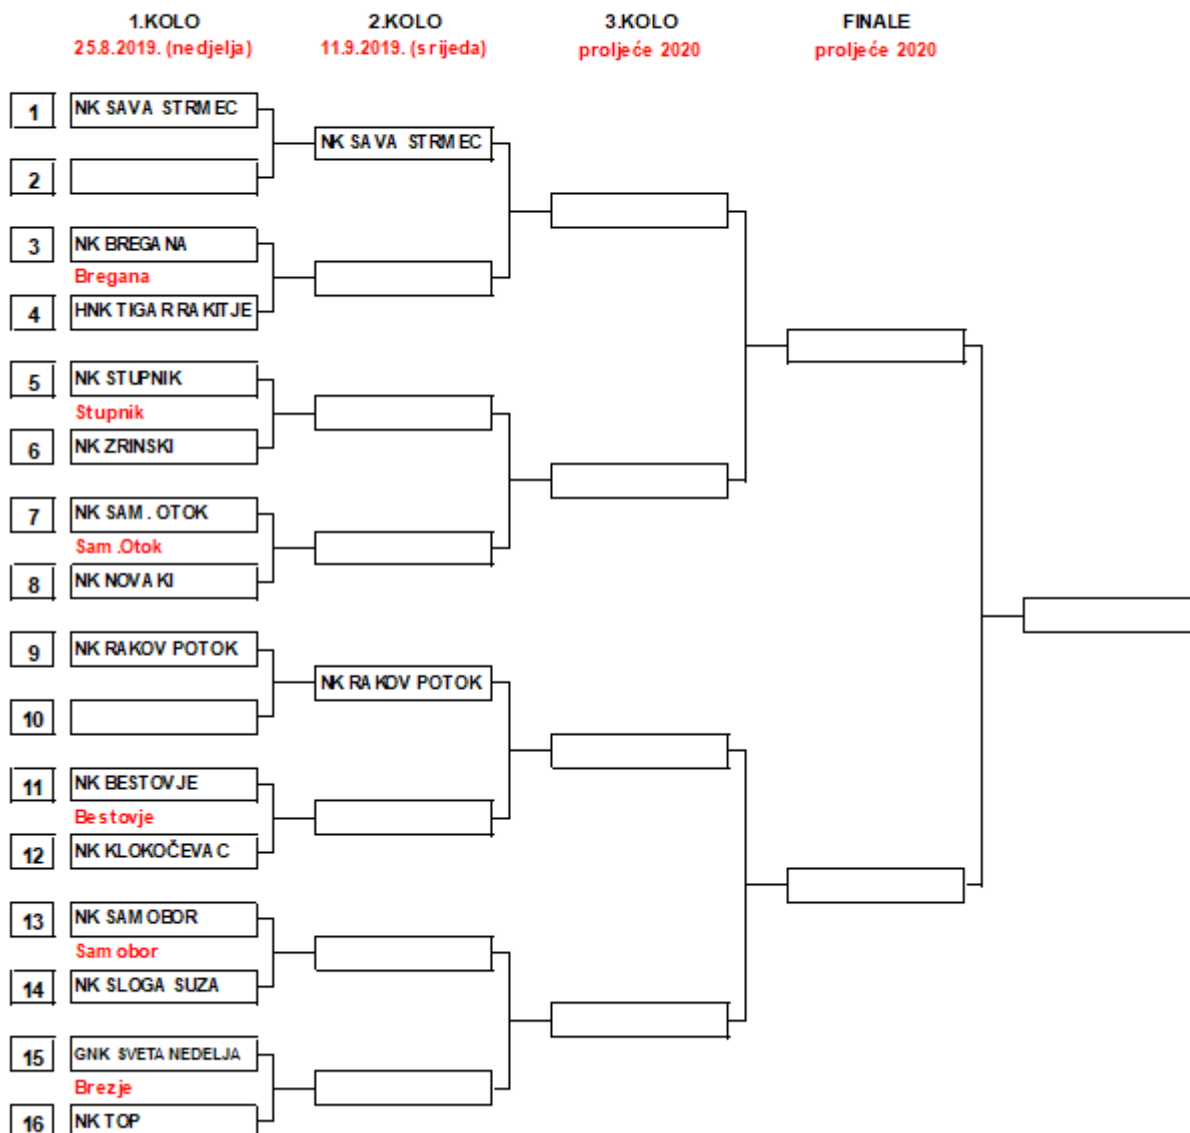 1.KOLO 2.KOLO 3.KOLO FINALE
25.8.2019. (nedjelja) 11.9.2019. (srijeda) proljeće 2020 proljeće 2020
1 NK SAVA STRMEC
NK SAVA STRMEC
2
3 NK BREGANA
Bregana
4 HNK TIGAR RAKITJE
5 NK STUPNIK
Stupnik
6 NK ZRINSKI
7 NK SAM. OTOK
Sam.Otok
8 NK NOVAKI
9 NK RAKOV POTOK
NK RAKOV POTOK
10
11 NK BESTOVJE
Bestovje
12 NK KLOKOČEVAC
13 NK SAMOBOR
Samobor
14 NK SLOGA SUZA
15 GNK SVETA NEDELJA
Brezje
16 NK TOP